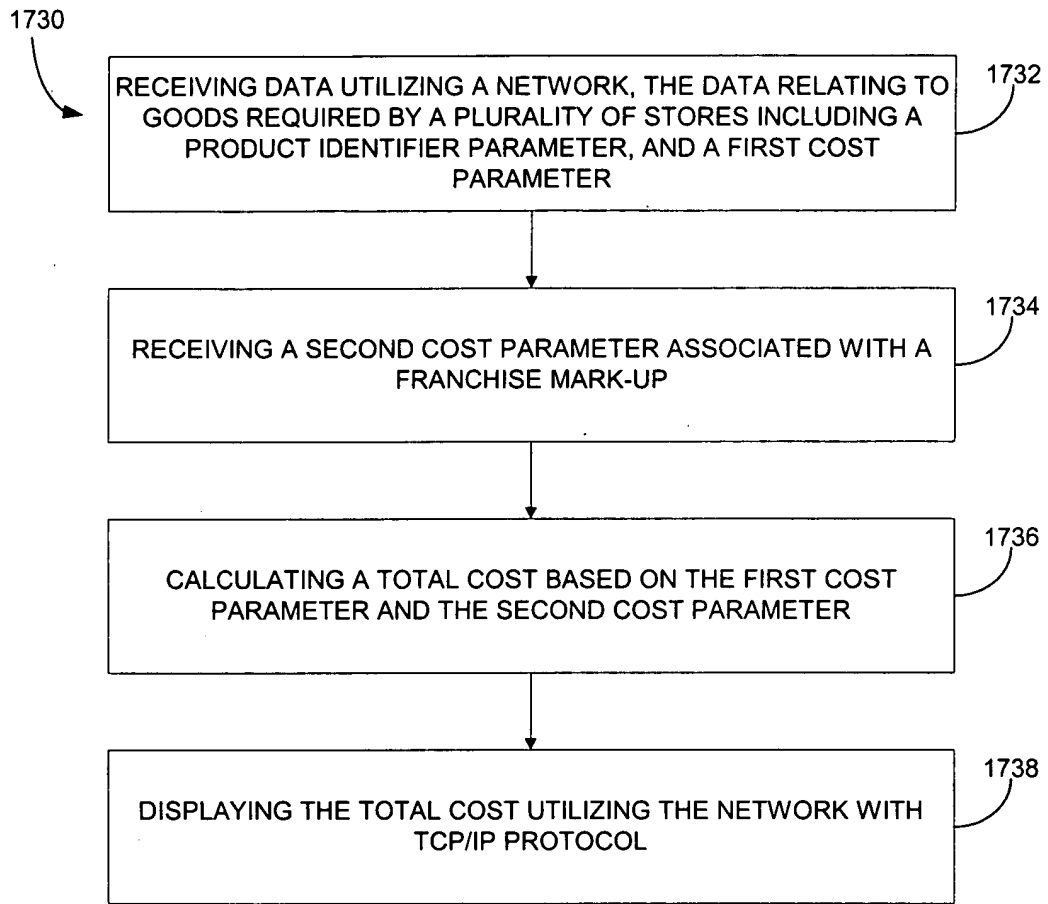 1730
RECEIVING DATA UTILIZING A NETWORK, THE DATA RELATING TO
GOODS REQUIRED BY A PLURALITY OF STORES INCLUDING A
PRODUCT IDENTIFIER PARAMETER, AND A FIRST COST
PARAMETER
1732
RECEIVING A SECOND COST PARAMETER ASSOCIATED WITH A
FRANCHISE MARK-UP
1734
CALCULATING A TOTAL COST BASED ON THE FIRST COST
PARAMETER AND THE SECOND COST PARAMETER
1736
DISPLAYING THE TOTAL COST UTILIZING THE NETWORK WITH
TCP/IP PROTOCOL
1738